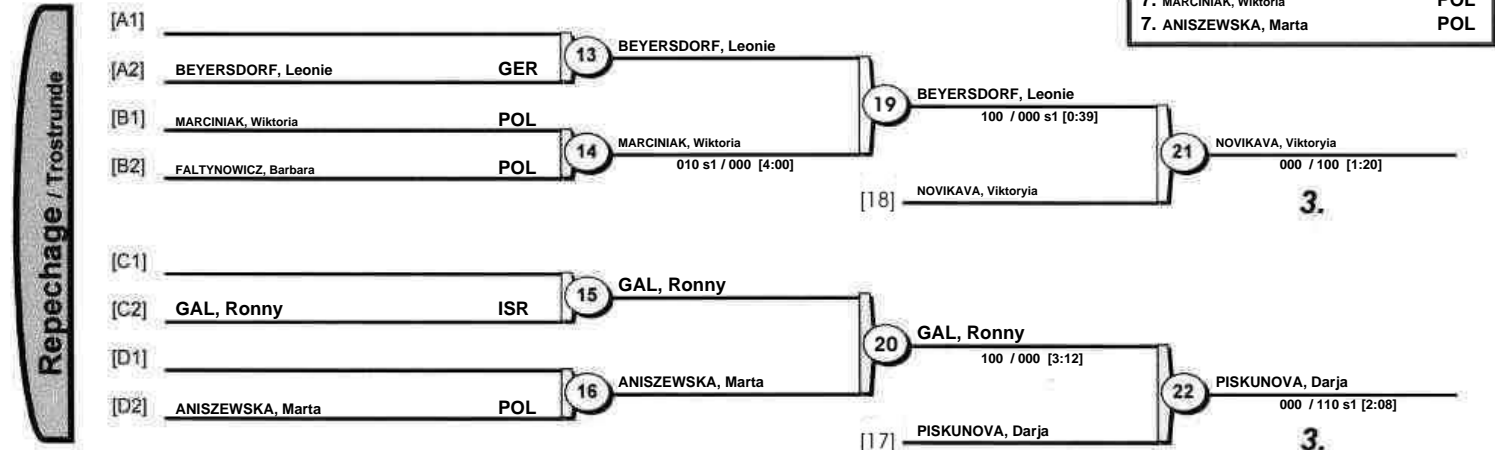 7. MARCINIAK, Wiktoria POL
7. ANISZEWSKA, Marta POL
Repechage / Trostrunde
[A1]
[A2] BEYERSDORF, Leonie GER
13 BEYERSDORF, Leonie
[B1] MARCINIAK, Wiktoria POL
[B2] FALTYNOWICZ, Barbara POL
14 MARCINIAK, Wiktoria
010 s1 / 000 [4:00]
19 BEYERSDORF, Leonie
100 / 000 s1 [0:39]
[18] NOVIKAVA, Viktoryia
21 NOVIKAVA, Viktoryia
000 / 100 [1:20]
3.
[C1]
[C2] GAL, Ronny ISR
15 GAL, Ronny
[D1]
[D2] ANISZEWSKA, Marta POL
16 ANISZEWSKA, Marta
20 GAL, Ronny
100 / 000 [3:12]
[17] PISKUNOVA, Darja
22 PISKUNOVA, Darja
000 / 110 s1 [2:08]
3.